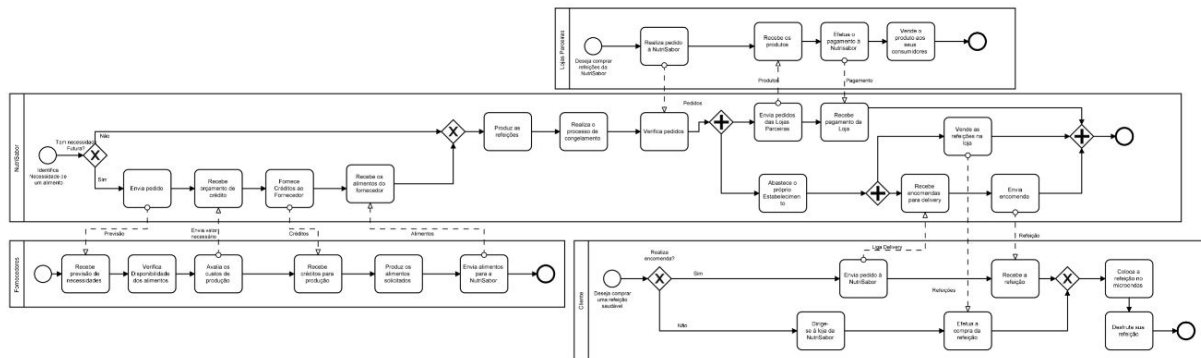 Lojas Parceiras
Deseja comprar
refeições da
NutriSabor
Realiza pedido
à NutriSabor
Recebe os
produtos
Efetua o
pagamento à
Nutrisabor
Vende o
produto aos
seus
consumidores
Produtos
Pagamento
Pedidos
NutriSabor
Identifica
Necessidade de
um alimento
Tem necessidade
Futura?
Não
Sim
Envia pedido
Recebe
orçamento de
crédito
Fornece
Créditos ao
Fornecedor
Recebe os
alimentos do
fornecedor
Produz as
refeições
Realiza o
processo de
congelamento
Verifica pedidos
Envia pedidos
das Lojas
Parceiras
Recebe
pagamento da
Loja
Abastece o
próprio
Estabeleciment
o
Vende as
refeições na
loja
Recebe
encomendas
para delivery
Envia
encomenda
Previsão
Envia valor
necessário
Créditos
Alimentos
Liga Delivery
Refeição
Refeições
Fornecedores
Recebe
previsão de
necessidades
Verifica
Disponibilidade
dos alimentos
Avalia os
custos de
produção
Recebe
créditos para
produção
Produz os
alimentos
solicitados
Envia alimentos
para a
NutriSabor
Cliente
Deseja comprar
uma refeição
saudável
Realiza
encomenda?
Sim
Não
Envia pedido à
NutriSabor
Recebe a
refeição
Dirige-
se à loja da
NutriSabor
Efetua a
compra da
refeição
Coloca a
refeição no
microondas
Desfruta sua
refeição